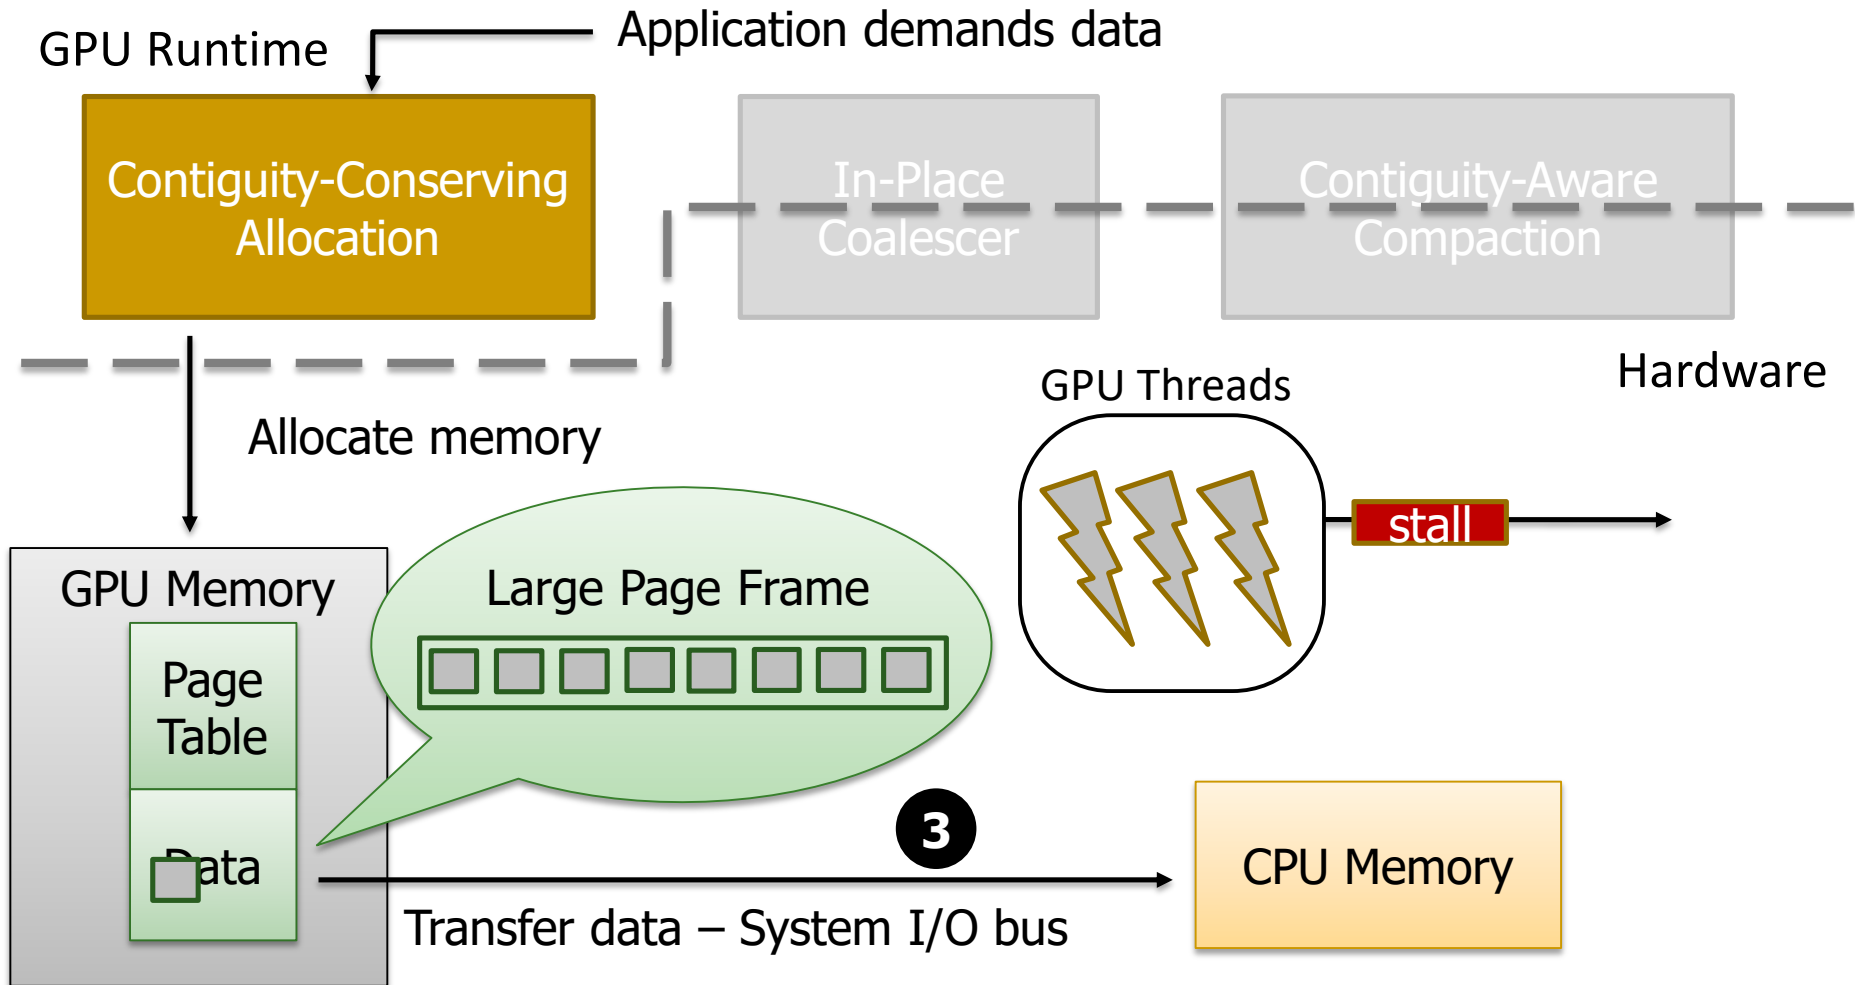 GPU Runtime
Application demands data
Contiguity-Conserving
Allocation
In-Place
Coalescer
Contiguity-Aware
Compaction
Hardware
Allocate memory
GPU Threads
stall
GPU Memory
Large Page Frame
Page
Table
Data
3
CPU Memory
Transfer data – System I/O bus